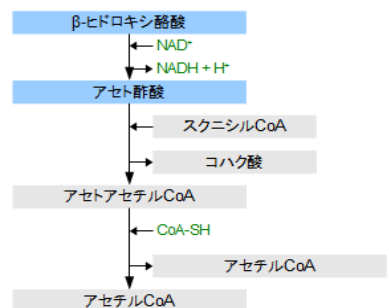 β-ヒドロキシ酪酸
NAD⁺
NADH + H⁺
アセト酢酸
スクニシルCoA
コハク酸
アセトアセチルCoA
CoA-SH
アセチルCoA
アセチルCoA